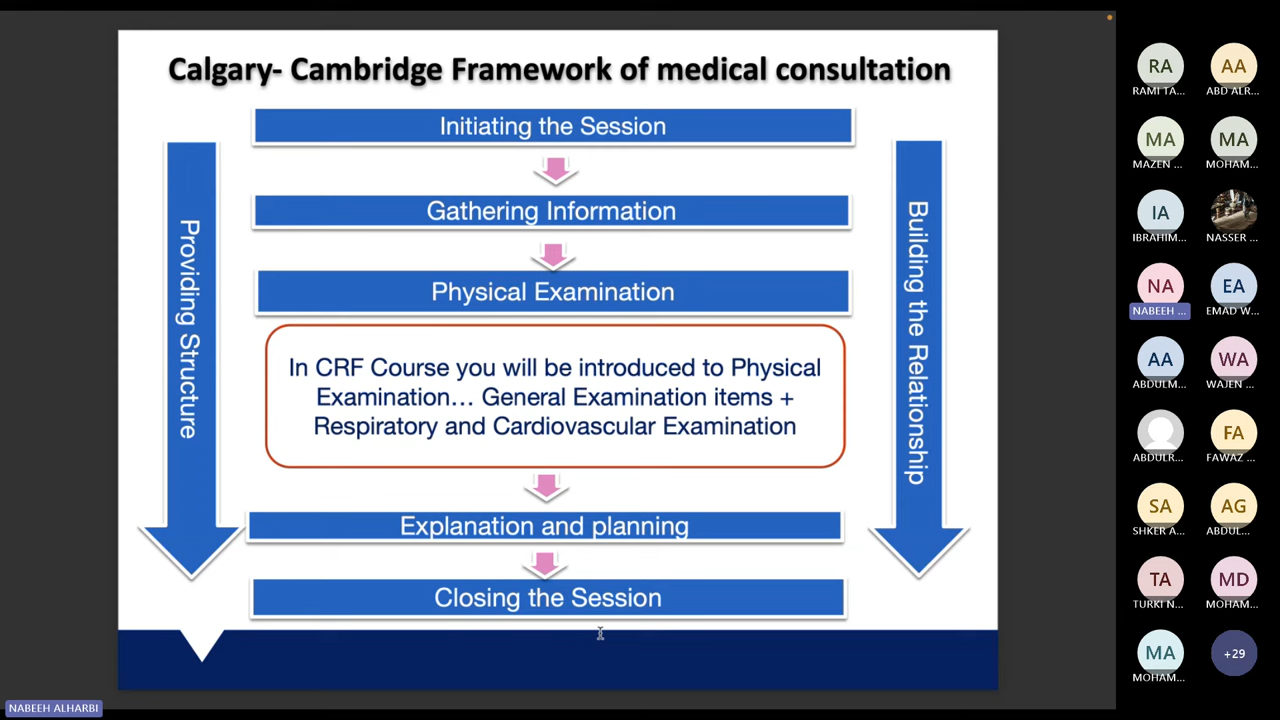 Calgary- Cambridge Framework of medical consultation
Initiating the Session
Gathering Information
Physical Examination
Providing Structure
Building the Relationship
In CRF Course you will be introduced to Physical
Examination... General Examination items +
Respiratory and Cardiovascular Examination
Explanation and planning
Closing the Session
RA
RAMI TA...
AA
ABD ALR...
MA
MAZEN ...
MA
MOHAM...
IA
IBRAHIM...
NASSER ...
NA
NABEEH ...
EA
EMAD W...
AA
ABDULM...
WA
WAJEN ...
ABDULR...
FA
FAWAZ ...
SA
SHKER A...
AG
ABDUL...
TA
TURKI N...
MD
MOHAM...
MA
MOHAM...
+29
NABEEH ALHARBI